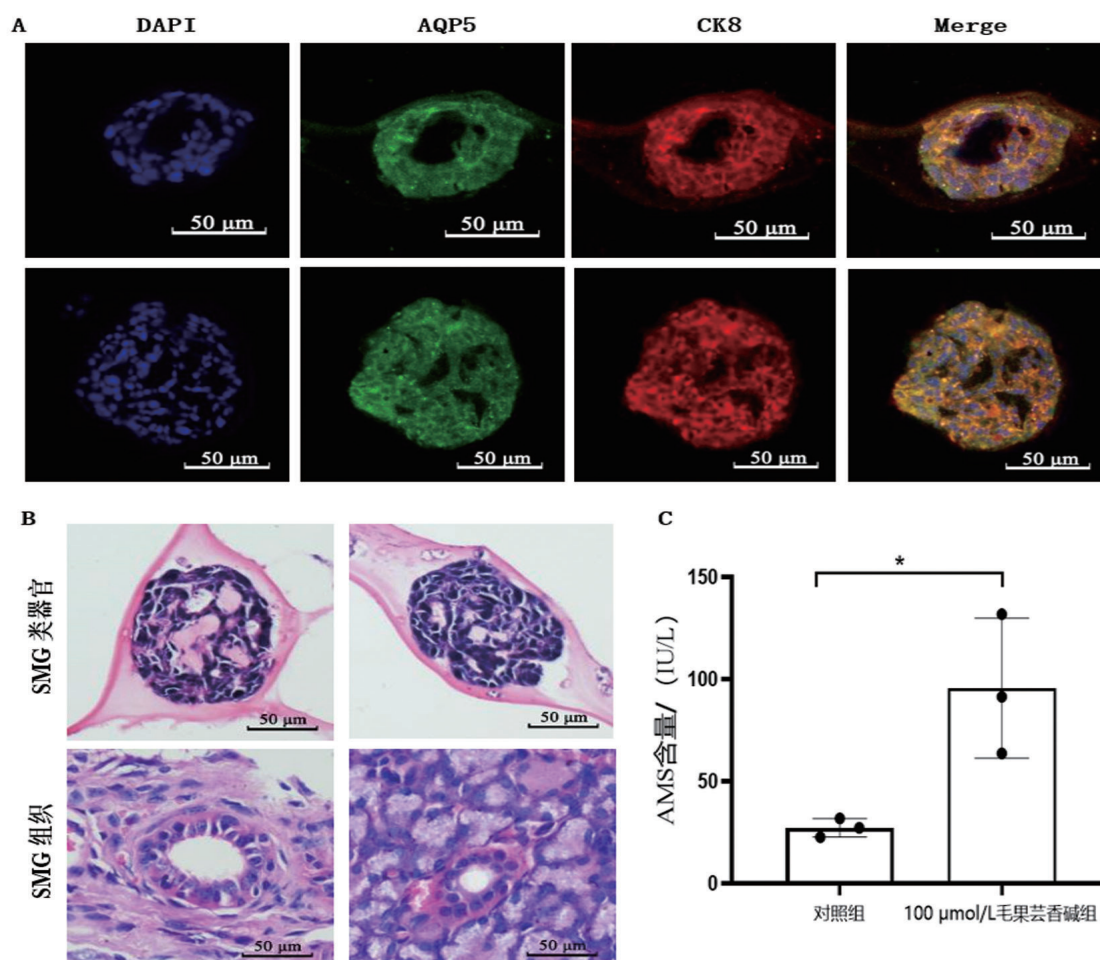 A
DAPI AQP5 CK8 Merge
50 μm 50 μm 50 μm 50 μm
50 μm 50 μm 50 μm 50 μm
B
SMG 类器官
50 μm 50 μm
SMG 组织
50 μm 50 μm
C
*
AMS含量/（IU/L）
150
100
50
0
对照组 100 μmol/L毛果芸香碱组